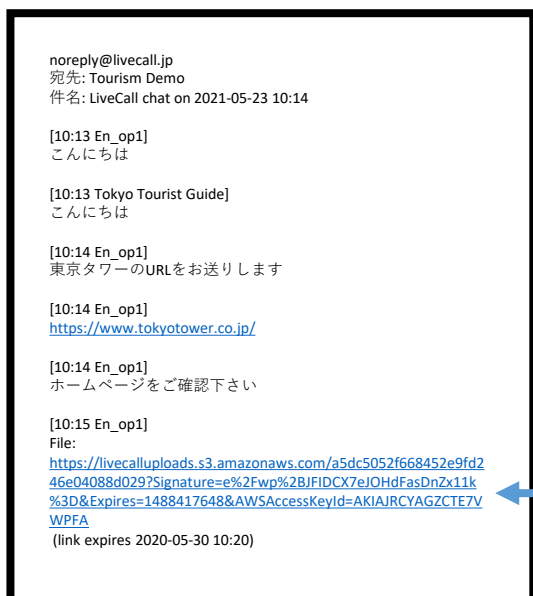 noreply@livecall.jp
宛先: Tourism Demo
件名: LiveCall chat on 2021-05-23 10:14
[10:13 En_op1]
こんにちは
[10:13 Tokyo Tourist Guide]
こんにちは
[10:14 En_op1]
東京タワーのURLをお送りします
[10:14 En_op1]
https://www.tokyotower.co.jp/
[10:14 En_op1]
ホームページをご確認下さい
[10:15 En_op1]
File:
https://livecalluploads.s3.amazonaws.com/a5dc5052f668452e9fd2
46e04088d029?Signature=e%2Fwp%2BJFIDCX7eJOHdFasDnZx11k
%3D&Expires=1488417648&AWSAccessKeyId=AKIAJRCYAGZCTE7V
WPFA
(link expires 2020-05-30 10:20)